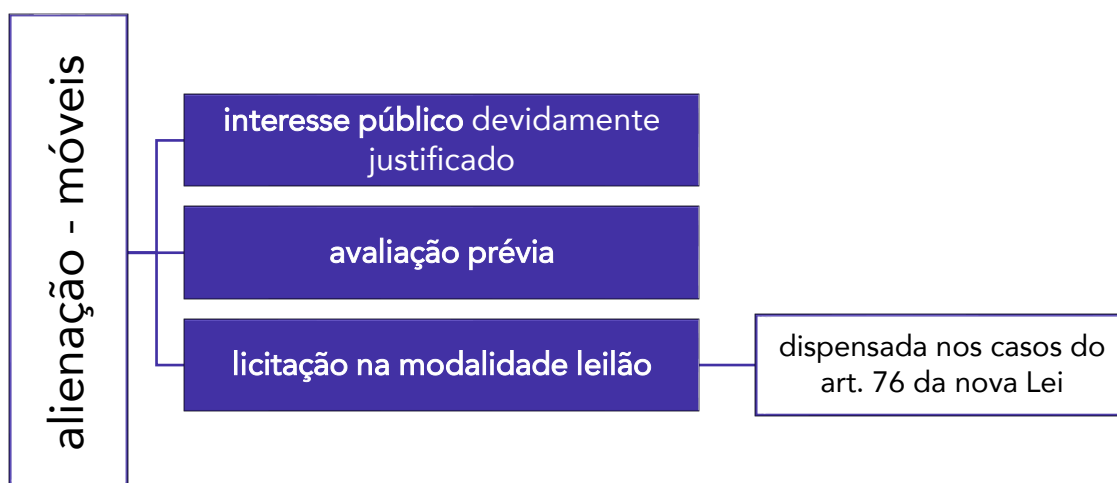 alienação - móveis
interesse público devidamente
justificado
avaliação prévia
licitação na modalidade leilão
dispensada nos casos do
art. 76 da nova Lei